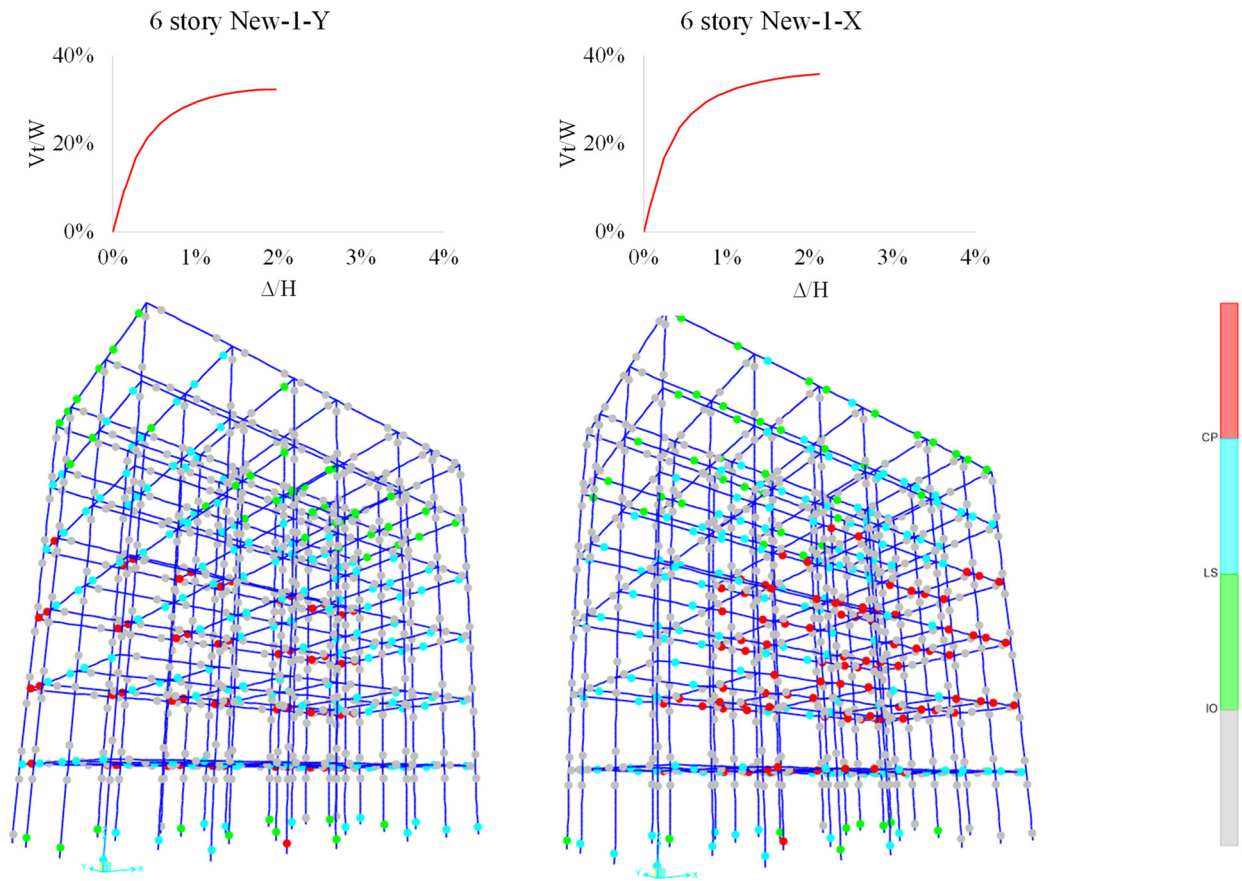 6 story New-1-Y
40%
20%
0%
Vt/W
0% 1% 2% 3% 4%
Δ/H
6 story New-1-X
40%
20%
0%
Vt/W
0% 1% 2% 3% 4%
Δ/H
CP
LS
IO
Y X
Y X